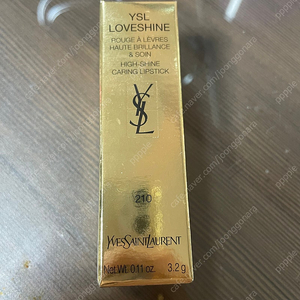 YSL
LOVESHINE
ROUGE À LÈVRES
HAUTE BRILLANCE
& SOIN
HIGH-SHINE
CARING LIPSTICK
YSL
210
YVESSAINTLAURENT
Net WT. 0.11 oz. 3.2 g